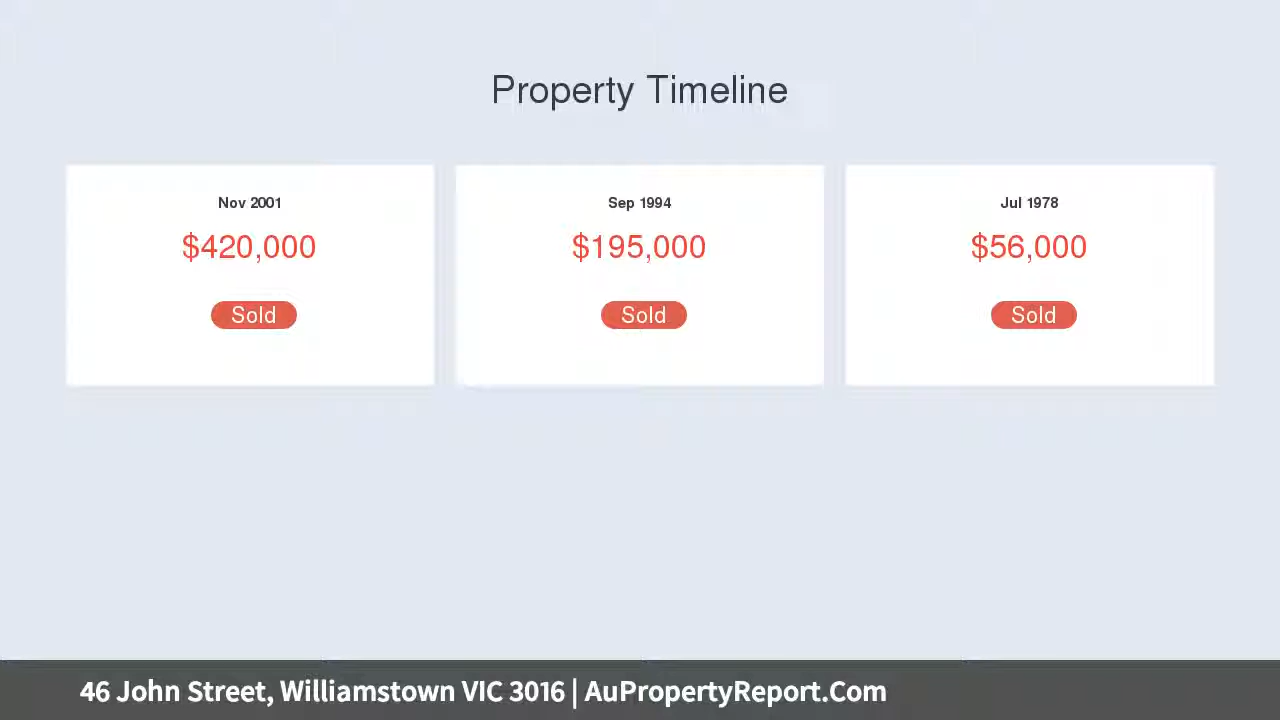 Property Timeline
Nov 2001
$420,000
Sold
Sep 1994
$195,000
Sold
Jul 1978
$56,000
Sold
46 John Street, Williamstown VIC 3016 | AuPropertyReport.Com